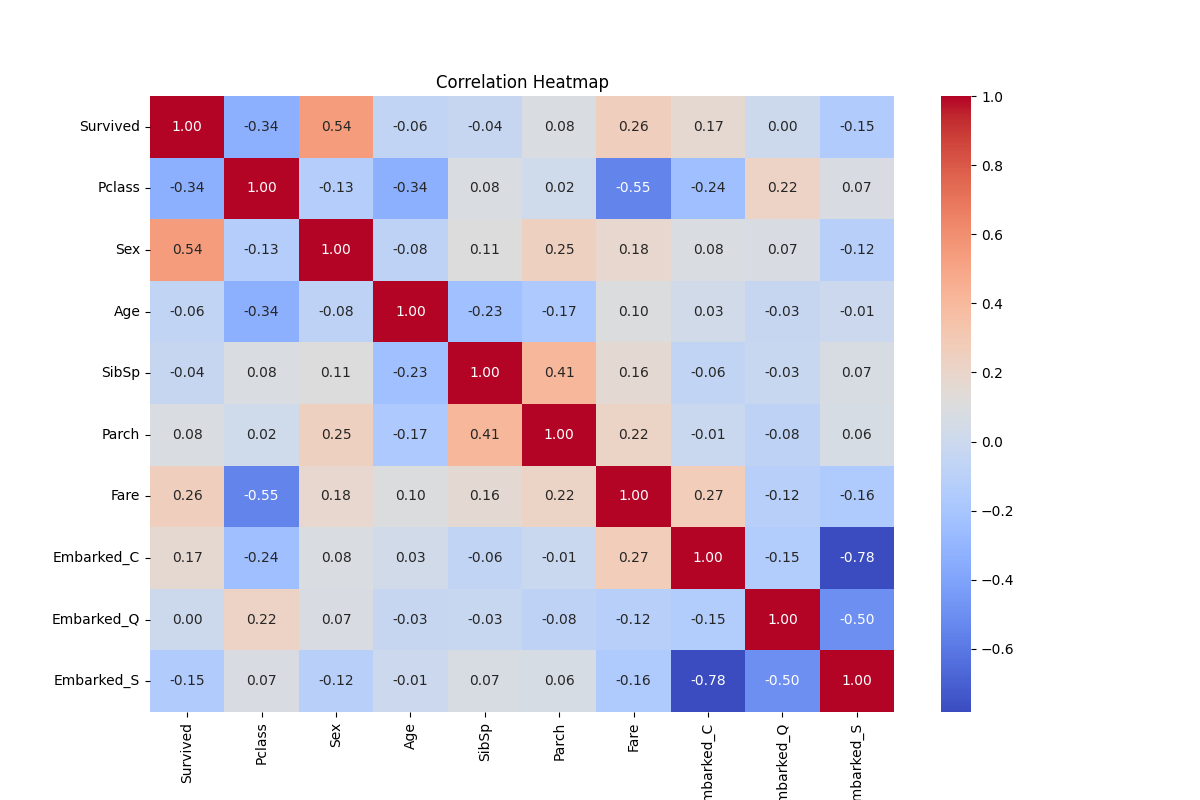 Correlation Heatmap
Survived 1.00 -0.34 0.54 -0.06 -0.04 0.08 0.26 0.17 0.00 -0.15
Pclass -0.34 1.00 -0.13 -0.34 0.08 0.02 -0.55 -0.24 0.22 0.07
Sex 0.54 -0.13 1.00 -0.08 0.11 0.25 0.18 0.08 0.07 -0.12
Age -0.06 -0.34 -0.08 1.00 -0.23 -0.17 0.10 0.03 -0.03 -0.01
SibSp -0.04 0.08 0.11 -0.23 1.00 0.41 0.16 -0.06 -0.03 0.07
Parch 0.08 0.02 0.25 -0.17 0.41 1.00 0.22 -0.01 -0.08 0.06
Fare 0.26 -0.55 0.18 0.10 0.16 0.22 1.00 0.27 -0.12 -0.16
Embarked_C 0.17 -0.24 0.08 0.03 -0.06 -0.01 0.27 1.00 -0.15 -0.78
Embarked_Q 0.00 0.22 0.07 -0.03 -0.03 -0.08 -0.12 -0.15 1.00 -0.50
Embarked_S -0.15 0.07 -0.12 -0.01 0.07 0.06 -0.16 -0.78 -0.50 1.00
Survived Pclass Sex Age SibSp Parch Fare mbarked_C mbarked_Q mbarked_S
1.0
0.8
0.6
0.4
0.2
0.0
−0.2
−0.4
−0.6